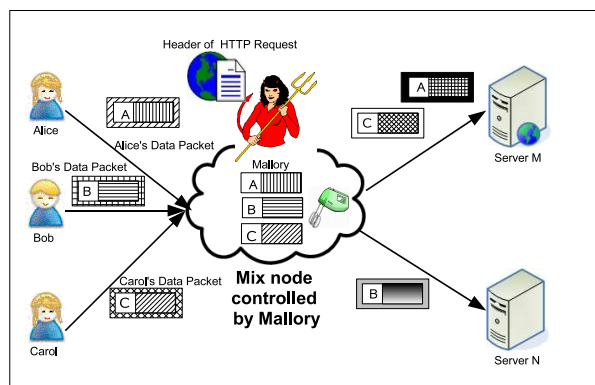 Header of
HTTP Request
A
Alice
Alice's Data Packet
A
C
Bob's Data Packet
B
Bob
Mallory
A
B
C
Server M
Carol's Data Packet
C
Carol
Mix node
controlled
by Mallory
B
Server N